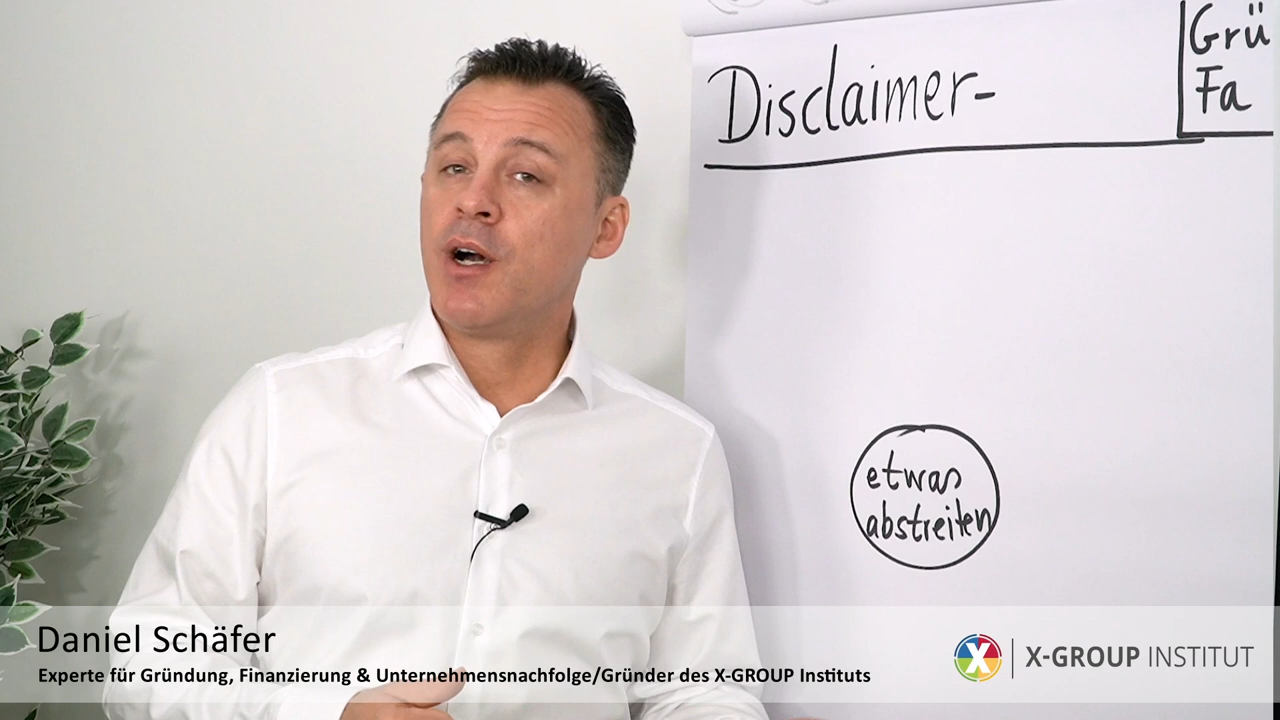 Disclaimer-
Grü
Fa
etwas
abstreiten
Daniel Schäfer
Experte für Gründung, Finanzierung & Unternehmensnachfolge/Gründer des X-GROUP Instituts
X
X-GROUP INSTITUT